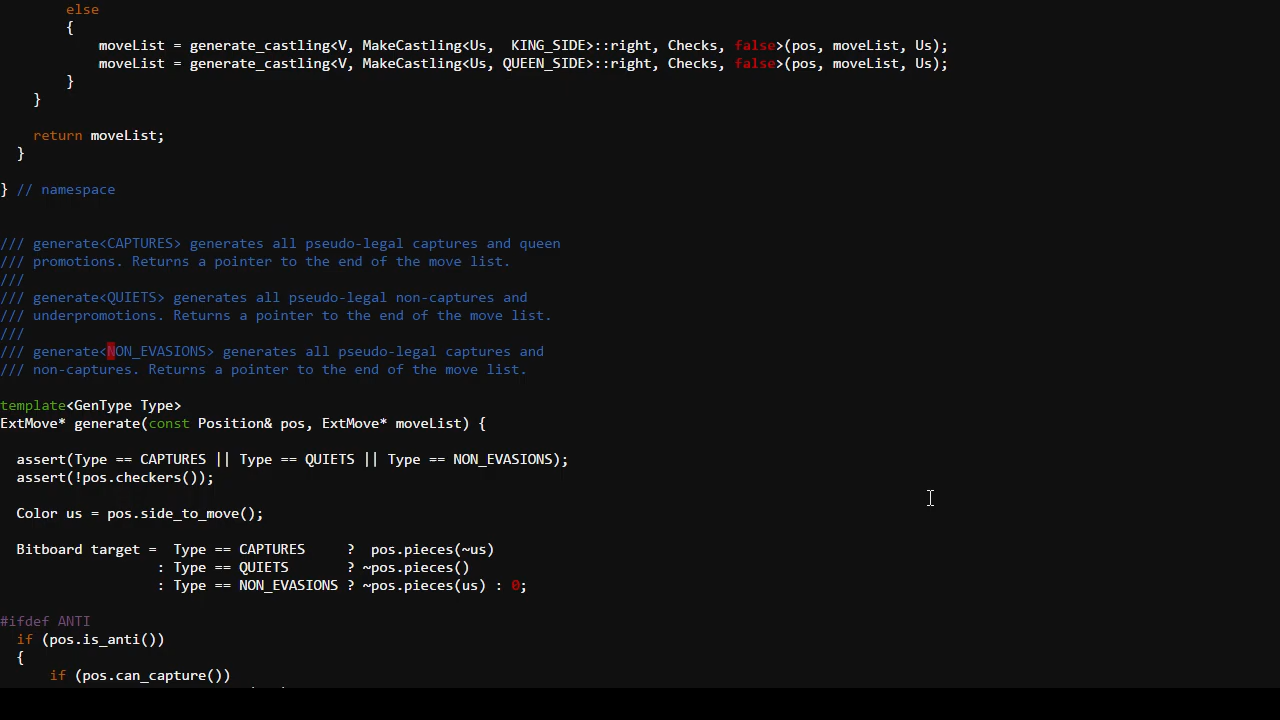 else
{
moveList = generate_castling<V, MakeCastling<Us,  KING_SIDE>::right, Checks, false>(pos, moveList, Us);
moveList = generate_castling<V, MakeCastling<Us, QUEEN_SIDE>::right, Checks, false>(pos, moveList, Us);
}
}
return moveList;
}
} // namespace
/// generate<CAPTURES> generates all pseudo-legal captures and queen
/// promotions. Returns a pointer to the end of the move list.
///
/// generate<QUIETS> generates all pseudo-legal non-captures and
/// underpromotions. Returns a pointer to the end of the move list.
///
/// generate<NON_EVASIONS> generates all pseudo-legal captures and
/// non-captures. Returns a pointer to the end of the move list.
template<GenType Type>
ExtMove* generate(const Position& pos, ExtMove* moveList) {
assert(Type == CAPTURES || Type == QUIETS || Type == NON_EVASIONS);
assert(!pos.checkers());
Color us = pos.side_to_move();
Bitboard target =  Type == CAPTURES     ?  pos.pieces(~us)
: Type == QUIETS       ? ~pos.pieces()
: Type == NON_EVASIONS ? ~pos.pieces(us) : 0;
#ifdef ANTI
if (pos.is_anti())
{
if (pos.can_capture())